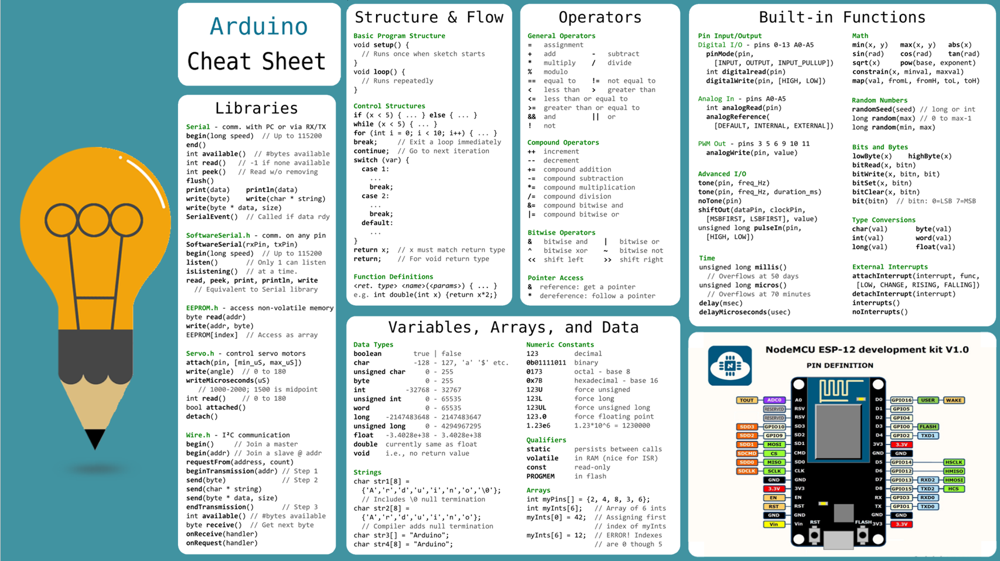 Arduino
Cheat Sheet
Libraries
Serial - comm. with PC or via RX/TX
begin(long speed)  // Up to 115200
end()
int available()  // #bytes available
int read()  // -1 if none available
int peek()  // Read w/o removing
flush()
print(data)    println(data)
write(byte)    write(char * string)
write(byte * data, size)
SerialEvent()  // Called if data rdy
SoftwareSerial.h - comm. on any pin
SoftwareSerial(rxPin, txPin)
begin(long speed)  // Up to 115200
listen()  // Only 1 can listen
isListening()  // at a time.
read, peek, print, println, write
// Equivalent to Serial library
EEPROM.h - access non-volatile memory
byte read(addr)
write(addr, byte)
EEPROM[index]  // Access as array
Servo.h - control servo motors
attach(pin, [min_uS, max_uS])
write(angle)  // 0 to 180
writeMicroseconds(uS)
// 1000-2000; 1500 is midpoint
int read()  // 0 to 180
bool attached()
detach()
Wire.h - I²C communication
begin()  // Join a master
begin(addr) // Join a slave @ addr
requestFrom(address, count)
beginTransmission(addr) // Step 1
send(byte)  // Step 2
send(char * string)
send(byte * data, size)
endTransmission()  // Step 3
int available() // #bytes available
byte receive()  // Get next byte
onReceive(handler)
onRequest(handler)
Structure & Flow
Basic Program Structure
void setup() {
// Runs once when sketch starts
}
void loop() {
// Runs repeatedly
}
Control Structures
if (x < 5) { ... } else { ... }
while (x < 5) { ... }
for (int i = 0; i < 10; i++) { ... }
break;  // Exit a loop immediately
continue;  // Go to next iteration
switch (var) {
case 1:
...
break;
case 2:
...
break;
default:
...
}
return x;  // x must match return type
return;  // For void return type
Function Definitions
<ret. type> <name>(<params>) { ... }
e.g. int double(int x) {return x*2;}
Operators
General Operators
=  assignment
+  add  -  subtract
*  multiply  /  divide
%  modulo
==  equal to  !=  not equal to
<  less than  >  greater than
<=  less than or equal to
>=  greater than or equal to
&&  and  ||  or
!  not
Compound Operators
++  increment
--  decrement
+=  compound addition
-=  compound subtraction
*=  compound multiplication
/=  compound division
&=  compound bitwise and
|=  compound bitwise or
Bitwise Operators
&  bitwise and  |  bitwise or
^  bitwise xor  ~  bitwise not
<<  shift left  >>  shift right
Pointer Access
&  reference: get a pointer
*  dereference: follow a pointer
Built-in Functions
Pin Input/Output
Digital I/O - pins 0-13 A0-A5
pinMode(pin,
[INPUT, OUTPUT, INPUT_PULLUP])
int digitalread(pin)
digitalWrite(pin, [HIGH, LOW])
Analog In - pins A0-A5
int analogRead(pin)
analogReference(
[DEFAULT, INTERNAL, EXTERNAL])
PWM Out - pins 3 5 6 9 10 11
analogWrite(pin, value)
Advanced I/O
tone(pin, freq_Hz)
tone(pin, freq_Hz, duration_ms)
noTone(pin)
shiftOut(dataPin, clockPin,
[MSBFIRST, LSBFIRST], value)
unsigned long pulseIn(pin,
[HIGH, LOW])
Time
unsigned long millis()
// Overflows at 50 days
unsigned long micros()
// Overflows at 70 minutes
delay(msec)
delayMicroseconds(usec)
Math
min(x, y)  max(x, y)  abs(x)
sin(rad)  cos(rad)  tan(rad)
sqrt(x)  pow(base, exponent)
constrain(x, minval, maxval)
map(val, fromL, fromH, toL, toH)
Random Numbers
randomSeed(seed) // long or int
long random(max) // 0 to max-1
long random(min, max)
Bits and Bytes
lowByte(x)  highByte(x)
bitRead(x, bitn)
bitWrite(x, bitn, bit)
bitSet(x, bitn)
bitClear(x, bitn)
bit(bitn)  // bitn: 0=LSB 7=MSB
Type Conversions
char(val)  byte(val)
int(val)  word(val)
long(val)  float(val)
External Interrupts
attachInterrupt(interrupt, func,
[LOW, CHANGE, RISING, FALLING])
detachInterrupt(interrupt)
interrupts()
noInterrupts()
Variables, Arrays, and Data
Data Types
boolean  true | false
char  -128 - 127, 'a' '$' etc.
unsigned char  0 - 255
byte  0 - 255
int  -32768 - 32767
unsigned int  0 - 65535
word  0 - 65535
long  -2147483648 - 2147483647
unsigned long  0 - 4294967295
float  -3.4028e+38 - 3.4028e+38
double  currently same as float
void  i.e., no return value
Strings
char str1[8] =
{'A','r','d','u','i','n','o','\0'};
// Includes \0 null termination
char str2[8] =
{'A','r','d','u','i','n','o'};
// Compiler adds null termination
char str3[] = "Arduino";
char str4[8] = "Arduino";
Numeric Constants
123  decimal
0b01111011  binary
0173  octal - base 8
0x7B  hexadecimal - base 16
123U  force unsigned
123L  force long
123UL  force unsigned long
123.0  force floating point
1.23e6  1.23*10^6 = 1230000
Qualifiers
static  persists between calls
volatile  in RAM (nice for ISR)
const  read-only
PROGMEM  in flash
Arrays
int myPins[] = {2, 4, 8, 3, 6};
int myInts[6];  // Array of 6 ints
myInts[0] = 42;  // Assigning first
// index of myInts
myInts[6] = 12;  // ERROR! Indexes
// are 0 though 5
NodeMCU ESP-12 development kit V1.0
PIN DEFINITION
N
TOUT ADC0 A0 D0 GPIO16 USER WAKE
RESERVED RSV D1 GPIO5
RESERVED RSV D2 GPIO4
SDD3 GPIO10 SD3 D3 GPIO0 FLASH
SDD2 GPIO9 SD2 D4 GPIO2 TXD1
SDD1 MOSI SD1 3V3 3.3V
SDCMD CS CMD GND GND
SDD0 MISO SD0 D5 GPIO14 HSCLK
SDCLK SCLK CLK D6 GPIO12 HMISO
GND GND D7 GPIO13 RXD2 HMOSI
3.3V 3V3 D8 GPIO15 TXD2 HCS
EN EN RX GPIO3 RXD0
RST RST TX GPIO1 TXD0
GND GND GND GND
Vin Vin 3V3 3.3V
RST FLASH